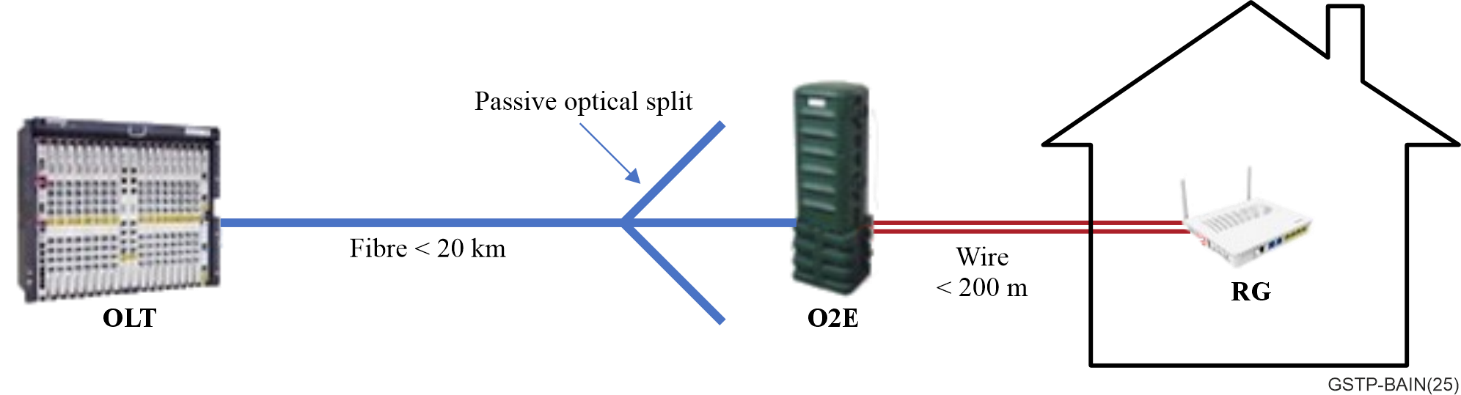 Passive optical split
Fibre < 20 km
Wire
< 200 m
OLT
O2E
RG
GSTP-BAIN(25)